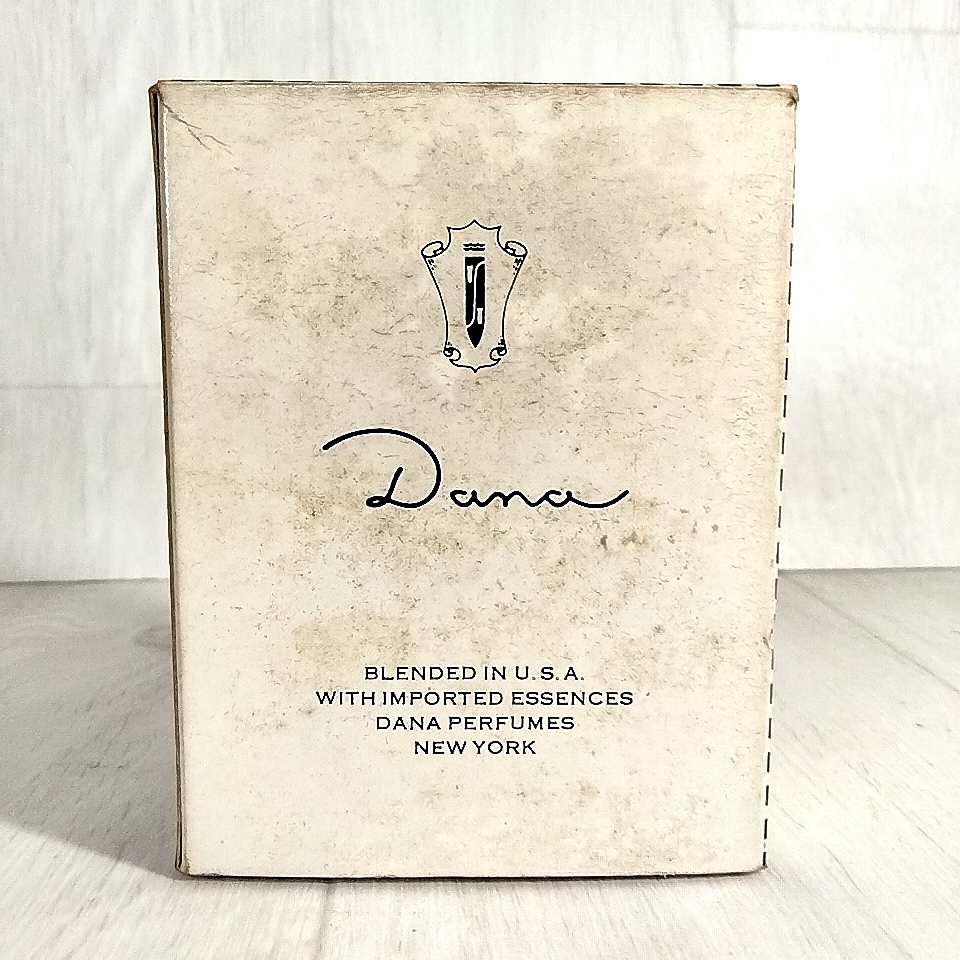 Dana
BLENDED IN U.S.A.
WITH IMPORTED ESSENCES
DANA PERFUMES
NEW YORK